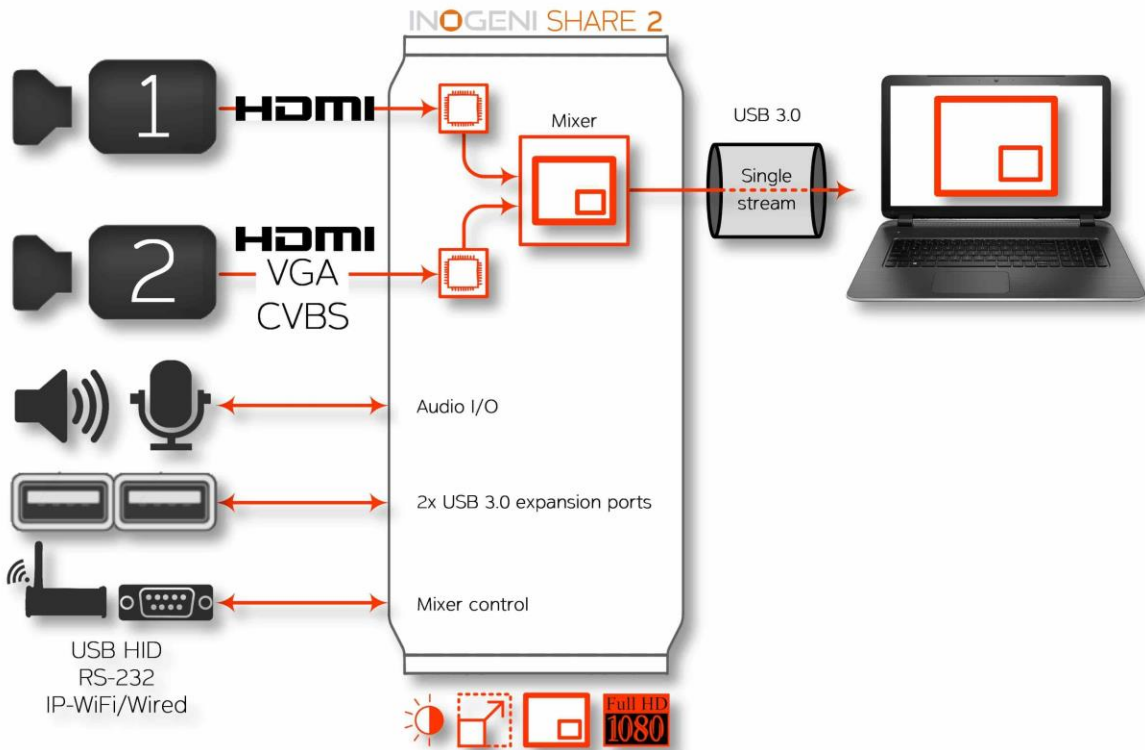 INOGENI SHARE 2
1
HDMI
Mixer
USB 3.0
Single
stream
2
HDMI
VGA
CVBS
Audio I/O
2x USB 3.0 expansion ports
Mixer control
USB HID
RS-232
IP-WiFi/Wired
Full HD
1080